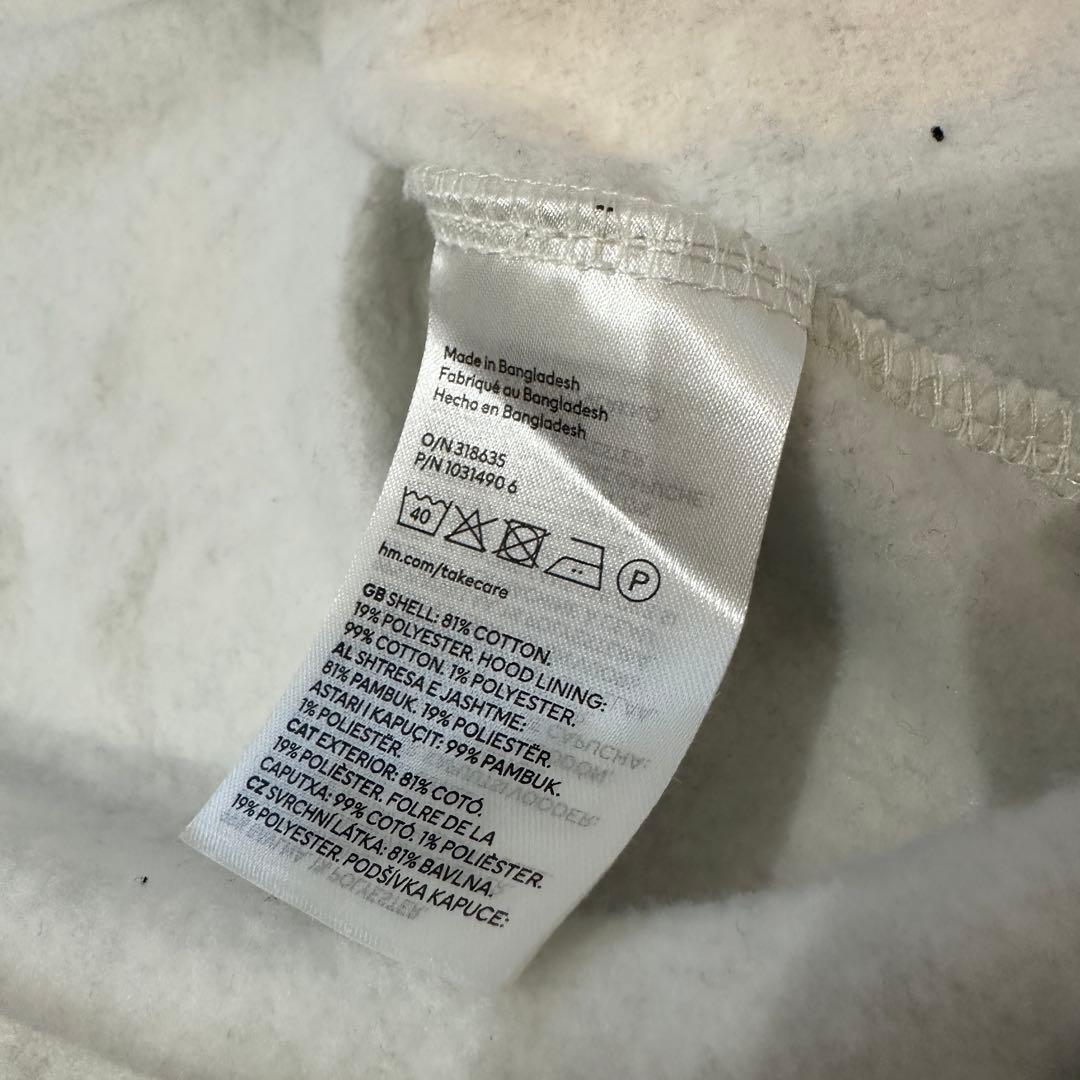 Made in Bangladesh
Fabriqué au Bangladesh
Hecho en Bangladesh
O/N 318635
P/N 1031490 6
40
P
hm.com/takecare
GB SHELL: 81% COTTON.
19% POLYESTER. HOOD LINING:
99% COTTON. 1% POLYESTER.
AL SHTRESA E JASHTME:
81% PAMBUK. 19% POLIESTËR.
ASTARI I KAPUÇIT: 99% PAMBUK.
1% POLIESTËR.
CAT EXTERIOR: 81% COTÓ.
19% POLIÈSTER. FOLRE DE LA
CAPUTXA: 99% COTÓ. 1% POLIÈSTER.
CZ SVRCHNÍ LÁTKA: 81% BAVLNA.
19% POLYESTER. PODŠÍVKA KAPUCE: